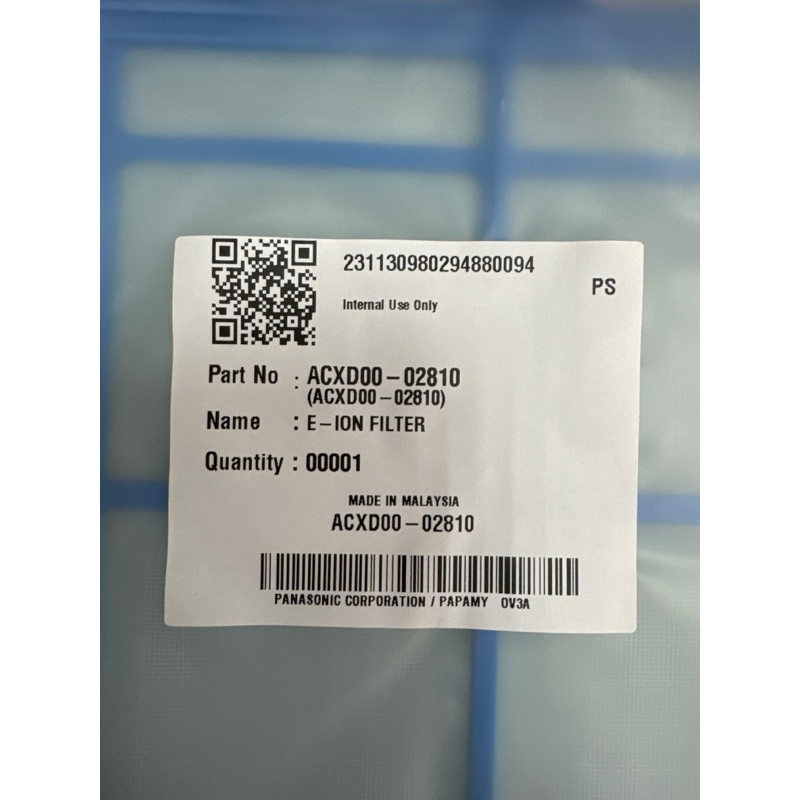 231130980294880094
PS
Internal Use Only
Part No : ACXD00-02810
(ACXD00-02810)
Name : E-ION FILTER
Quantity : 00001
MADE IN MALAYSIA
ACXD00-02810
PANASONIC CORPORATION / PAPAMY 0V3A